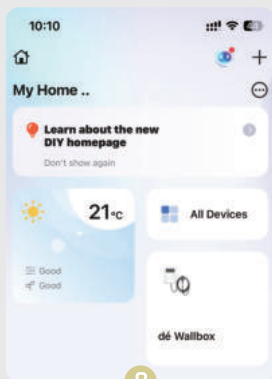 10:10
44
My Home ..
Learn about the new
DIY homepage
Don't show again
21°C
Good
Good
All Devices
dé Wallbox